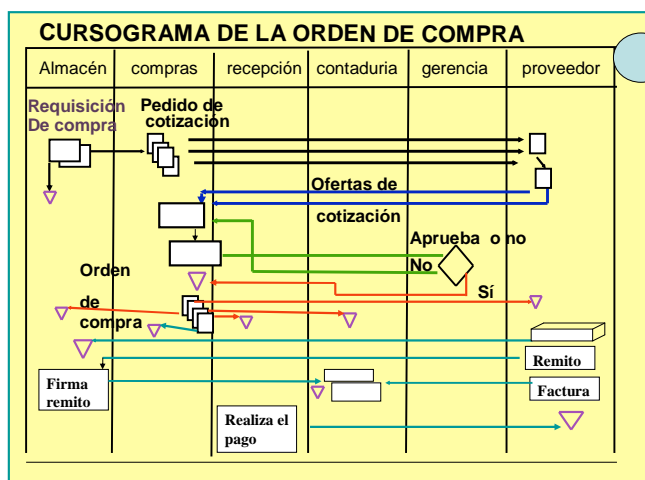 CURSOGRAMA DE LA ORDEN DE COMPRA
Almacén
compras
recepción
contaduria
gerencia
proveedor
Requisición
De compra
Pedido de
cotización
Ofertas de
cotización
Aprueba o no
No
Sí
Orden
de
compra
Remito
Firma
remito
Factura
Realiza el
pago